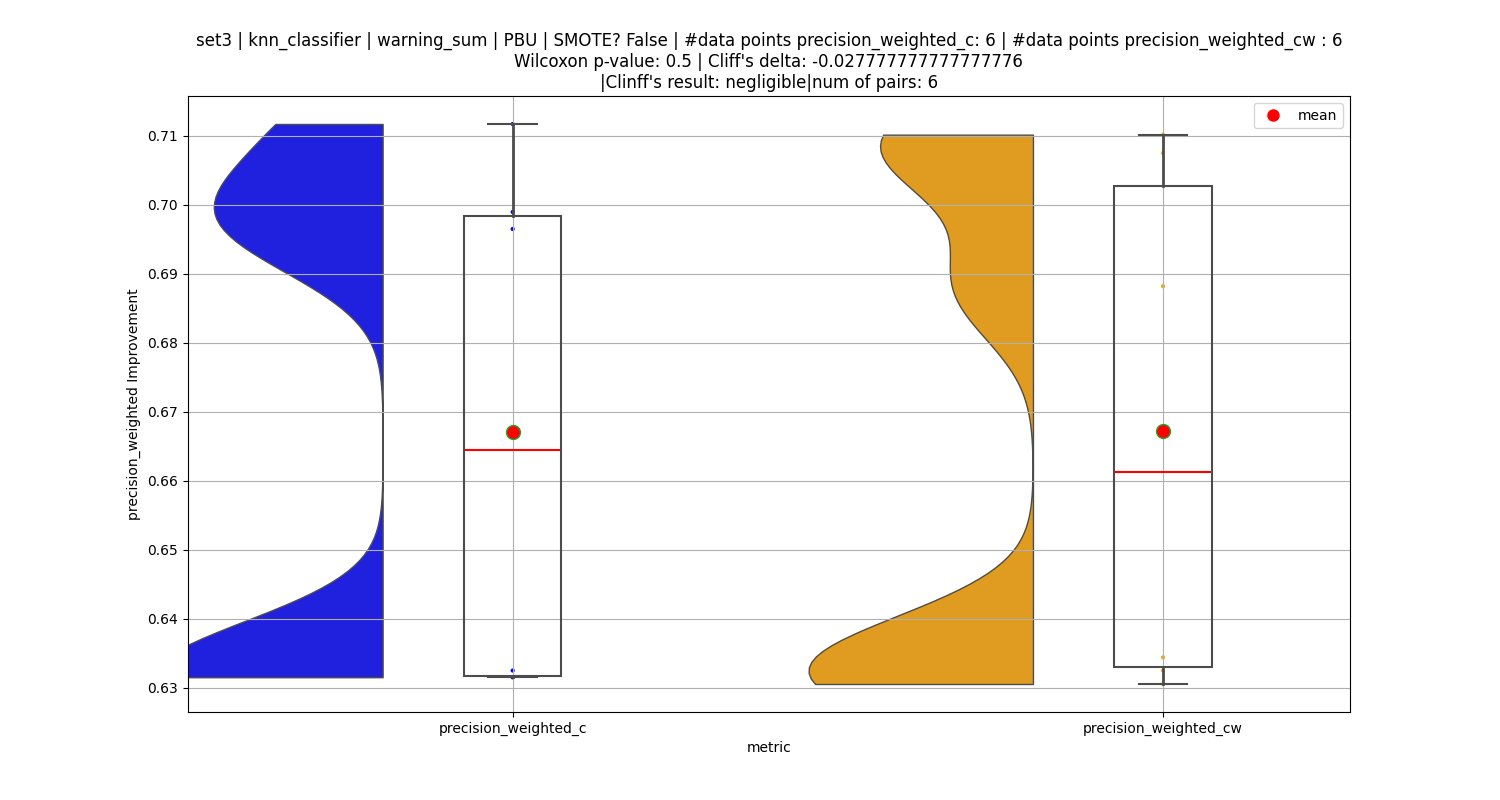 set3 | knn_classifier | warning_sum | PBU | SMOTE? False | #data points precision_weighted_c: 6 | #data points precision_weighted_cw : 6
Wilcoxon p-value: 0.5 | Cliff's delta: -0.027777777777777776
|Clinff's result: negligible|num of pairs: 6
mean
0.71
0.70
0.69
0.68
0.67
0.66
0.65
0.64
0.63
precision_weighted Improvement
precision_weighted_c
precision_weighted_cw
metric